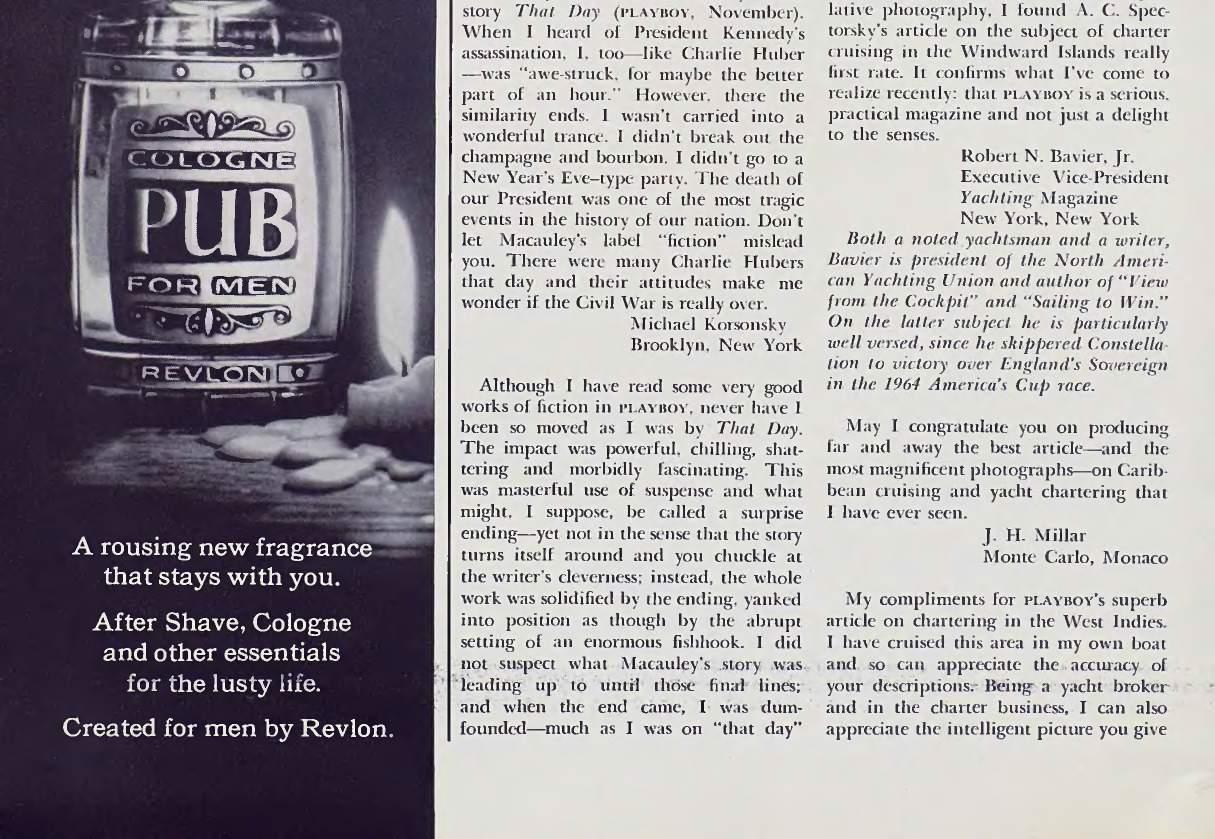 COLOGNE
PUB
FOR MEN
REVLON
A rousing new fragrance
that stays with you.
After Shave, Cologne
and other essentials
for the lusty life.
Created for men by Revlon.
story That Day (PLAYBOY, November).
When I heard of President Kennedy's
assassination, I, too—like Charlie Huber
—was "awe-struck, for maybe the better
part of an hour." However, there the
similarity ends. I wasn't carried into a
wonderful trance. I didn't break out the
champagne and bourbon. I didn't go to a
New Year's Eve–type party. The death of
our President was one of the most tragic
events in the history of our nation. Don't
let Macauley's label "fiction" mislead
you. There were many Charlie Hubers
that day and their attitudes make me
wonder if the Civil War is really over.
Michael Korsonsky
Brooklyn, New York
Although I have read some very good
works of fiction in PLAYBOY, never have I
been so moved as I was by That Day.
The impact was powerful, chilling, shat-
tering and morbidly fascinating. This
was masterful use of suspense and what
might, I suppose, be called a surprise
ending—yet not in the sense that the story
turns itself around and you chuckle at
the writer's cleverness; instead, the whole
work was solidified by the ending, yanked
into position as though by the abrupt
setting of an enormous fishhook. I did
not suspect what Macauley's story was
leading up to until those final lines;
and when the end came, I was dum-
founded—much as I was on "that day"
lative photography, I found A. C. Spec-
torsky's article on the subject of charter
cruising in the Windward Islands really
first rate. It confirms what I've come to
realize recently: that PLAYBOY is a serious,
practical magazine and not just a delight
to the senses.
Robert N. Bavier, Jr.
Executive Vice-President
Yachting Magazine
New York, New York
Both a noted yachtsman and a writer,
Bavier is president of the North Ameri-
can Yachting Union and author of "View
from the Cockpit" and "Sailing to Win."
On the latter subject he is particularly
well versed, since he skippered Constella-
tion to victory over England's Sovereign
in the 1964 America's Cup race.
May I congratulate you on producing
far and away the best article—and the
most magnificent photographs—on Carib-
bean cruising and yacht chartering that
I have ever seen.
J. H. Millar
Monte Carlo, Monaco
My compliments for PLAYBOY's superb
article on chartering in the West Indies.
I have cruised this area in my own boat
and so can appreciate the accuracy of
your descriptions. Being a yacht broker
and in the charter business, I can also
appreciate the intelligent picture you give